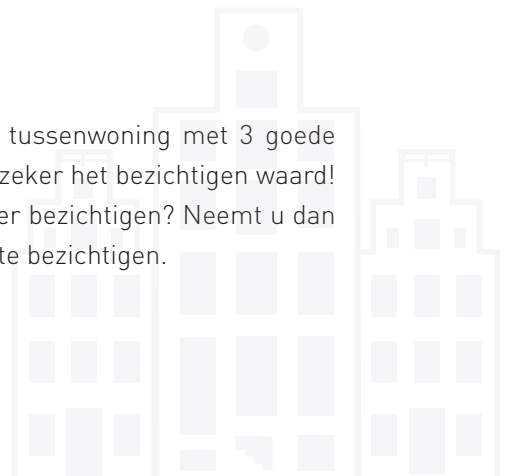 tussenwoning met 3 goede
zeker het bezichtigen waard!
er bezichtigen? Neemt u dan
te bezichtigen.